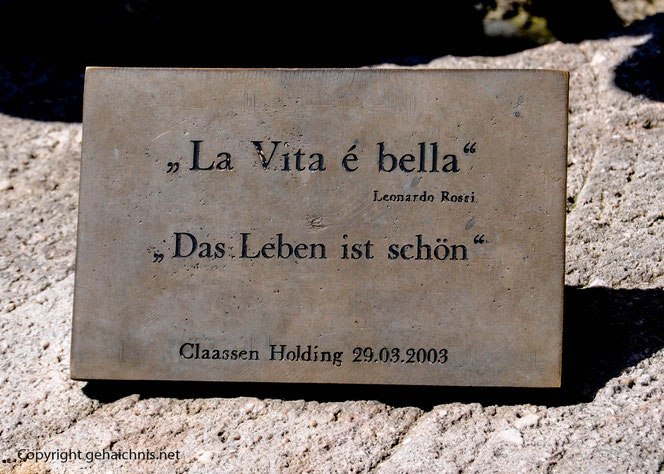 „La Vita é bella“
Leonardo Rossi
„Das Leben ist schön“
Claassen Holding 29.03.2003
Copyright gehaichnis.net